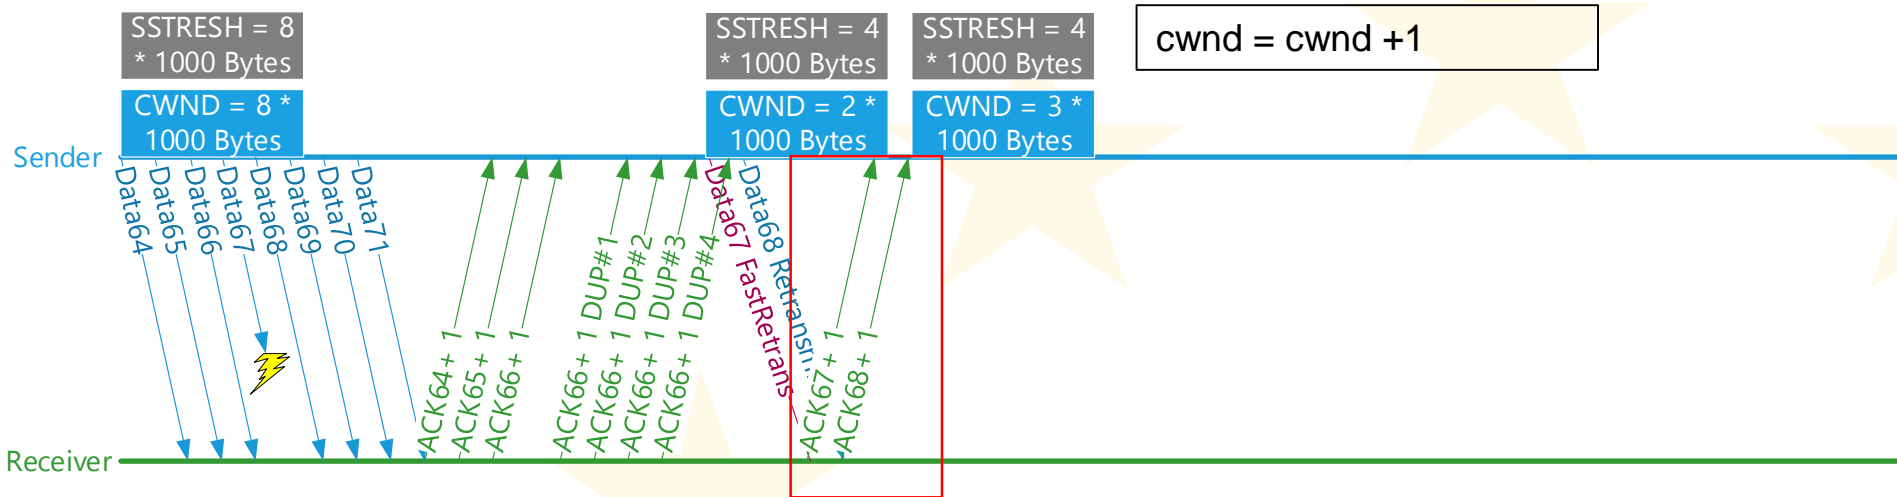 SSTRESH = 8
* 1000 Bytes
SSTRESH = 4
* 1000 Bytes
SSTRESH = 4
* 1000 Bytes
cwnd = cwnd +1
CWND = 8 *
1000 Bytes
CWND = 2 *
1000 Bytes
CWND = 3 *
1000 Bytes
Sender
Data64
Data65
Data66
Data67
Data68
Data69
Data70
Data71
ACK64+ 1
ACK65+ 1
ACK66+ 1
ACK66+ 1 DUP#1
ACK66+ 1 DUP#2
ACK66+ 1 DUP#3
ACK66+ 1 DUP#4
Data67 FastRetrans
Data68
ACK67+ 1
ACK68+ 1
Receiver